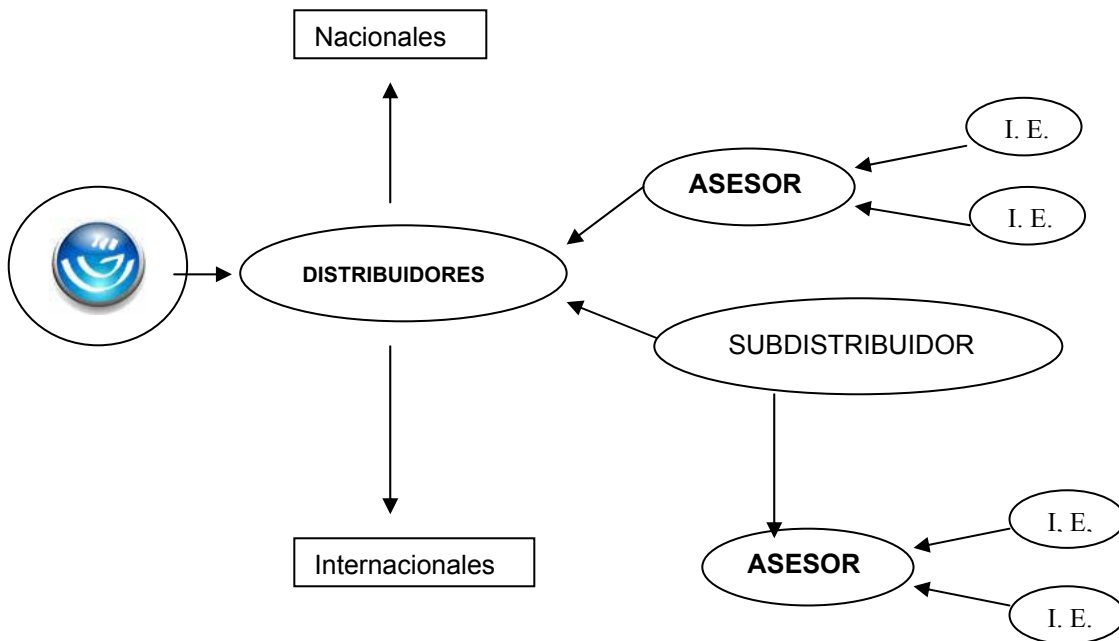 Nacionales
I. E.
ASESOR
I. E.
DISTRIBUIDORES
SUBDISTRIBUIDOR
Internacionales
I. E.
ASESOR
I. E.